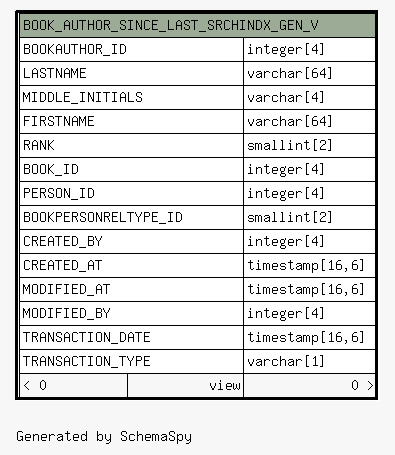 BOOK_AUTHOR_SINCE_LAST_SRCHINDX_GEN_V
BOOKAUTHOR_ID integer[4]
LASTNAME varchar[64]
MIDDLE_INITIALS varchar[4]
FIRSTNAME varchar[64]
RANK smallint[2]
BOOK_ID integer[4]
PERSON_ID integer[4]
BOOKPERSONRELTYPE_ID smallint[2]
CREATED_BY integer[4]
CREATED_AT timestamp[16,6]
MODIFIED_AT timestamp[16,6]
MODIFIED_BY integer[4]
TRANSACTION_DATE timestamp[16,6]
TRANSACTION_TYPE varchar[1]
< 0 view 0 >
Generated by SchemaSpy